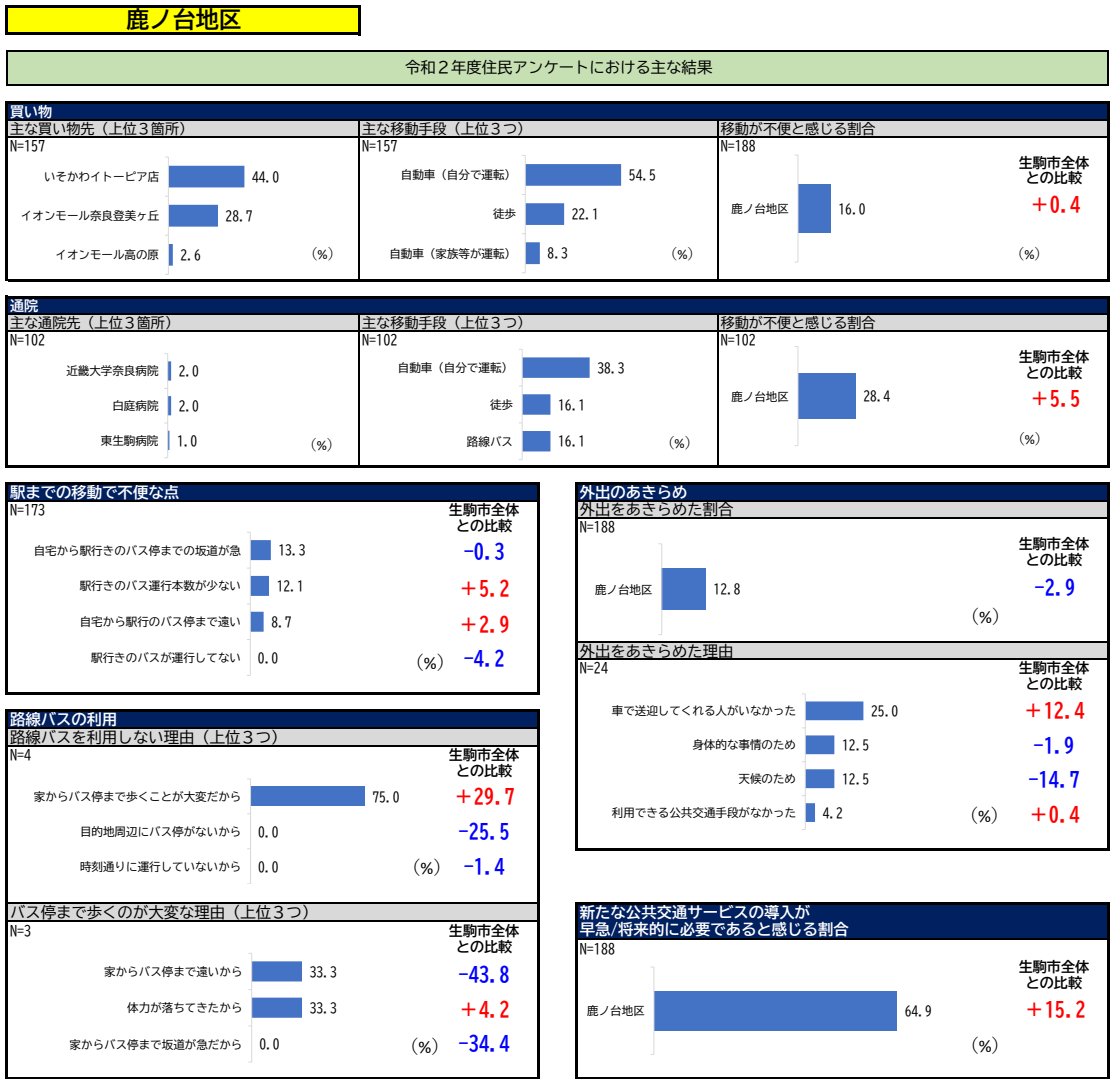 鹿ノ台地区
令和２年度住民アンケートにおける主な結果
買い物
主な買い物先（上位３箇所）
N=157
いそかわイトーピア店 44.0
イオンモール奈良登美ヶ丘 28.7
イオンモール高の原 2.6
（%）
主な移動手段（上位３つ）
N=157
自動車（自分で運転） 54.5
徒歩 22.1
自動車（家族等が運転） 8.3
（%）
移動が不便と感じる割合
N=188
鹿ノ台地区 16.0
生駒市全体
との比較
＋0.4
（%）
通院
主な通院先（上位３箇所）
N=102
近畿大学奈良病院 2.0
白庭病院 2.0
東生駒病院 1.0
（%）
主な移動手段（上位３つ）
N=102
自動車（自分で運転） 38.3
徒歩 16.1
路線バス 16.1
（%）
移動が不便と感じる割合
N=102
鹿ノ台地区 28.4
生駒市全体
との比較
＋5.5
（%）
駅までの移動で不便な点
N=173
生駒市全体
との比較
自宅から駅行きのバス停までの坂道が急 13.3 -0.3
駅行きのバス運行本数が少ない 12.1 ＋5.2
自宅から駅行のバス停まで遠い 8.7 ＋2.9
駅行きのバスが運行してない 0.0 （%） -4.2
路線バスの利用
路線バスを利用しない理由（上位３つ）
N=4
生駒市全体
との比較
家からバス停まで歩くことが大変だから 75.0 ＋29.7
目的地周辺にバス停がないから 0.0 -25.5
時刻通りに運行していないから 0.0 （%） -1.4
バス停まで歩くのが大変な理由（上位３つ）
N=3
生駒市全体
との比較
家からバス停まで遠いから 33.3 -43.8
体力が落ちてきたから 33.3 ＋4.2
家からバス停まで坂道が急だから 0.0 （%） -34.4
外出のあきらめ
外出をあきらめた割合
N=188
生駒市全体
との比較
鹿ノ台地区 12.8 -2.9
（%）
外出をあきらめた理由
N=24
生駒市全体
との比較
車で送迎してくれる人がいなかった 25.0 ＋12.4
身体的な事情のため 12.5 -1.9
天候のため 12.5 -14.7
利用できる公共交通手段がなかった 4.2 （%） ＋0.4
新たな公共交通サービスの導入が
早急/将来的に必要であると感じる割合
N=188
生駒市全体
との比較
鹿ノ台地区 64.9 ＋15.2
（%）